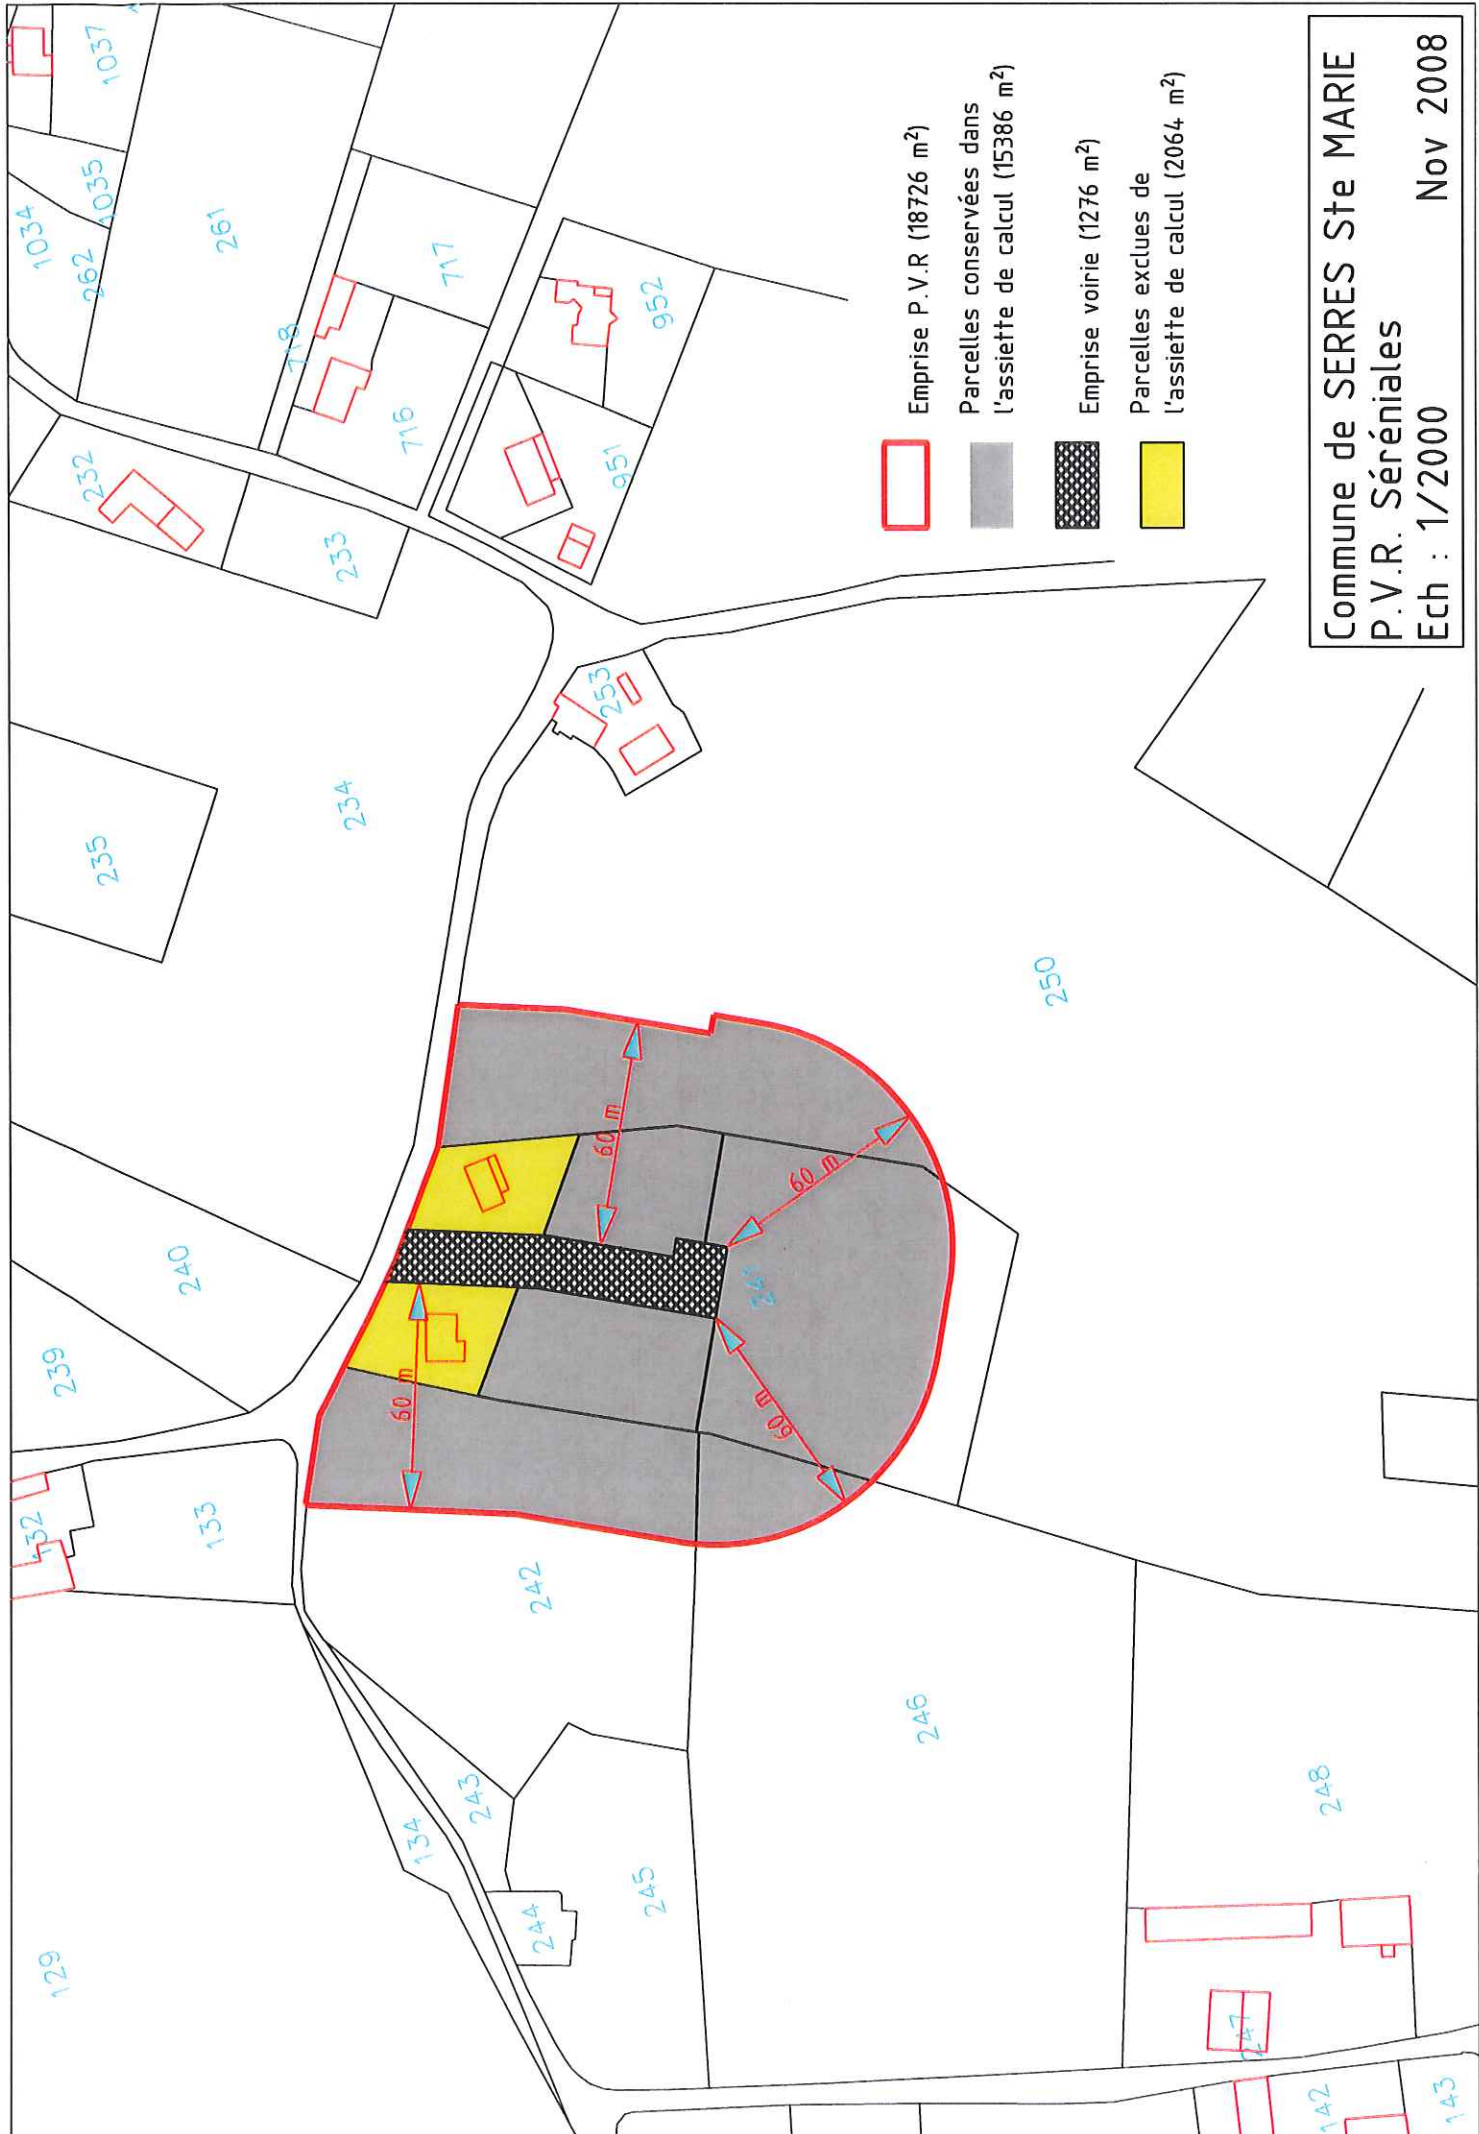 1037
1034
1035
262
261
718
717
716
952
951
232
233
253
235
234
240
239
132
133
250
241
60 m
60 m
60 m
60 m
242
243
134
244
245
246
248
247
142
143
129
Emprise P.V.R (18726 m²)
Parcelles conservées dans
l'assiette de calcul (15386 m²)
Emprise voirie (1276 m²)
Parcelles exclues de
l'assiette de calcul (2064 m²)
Commune de SERRES Ste MARIE
P.V.R. Séréniales
Ech : 1/2000 Nov 2008